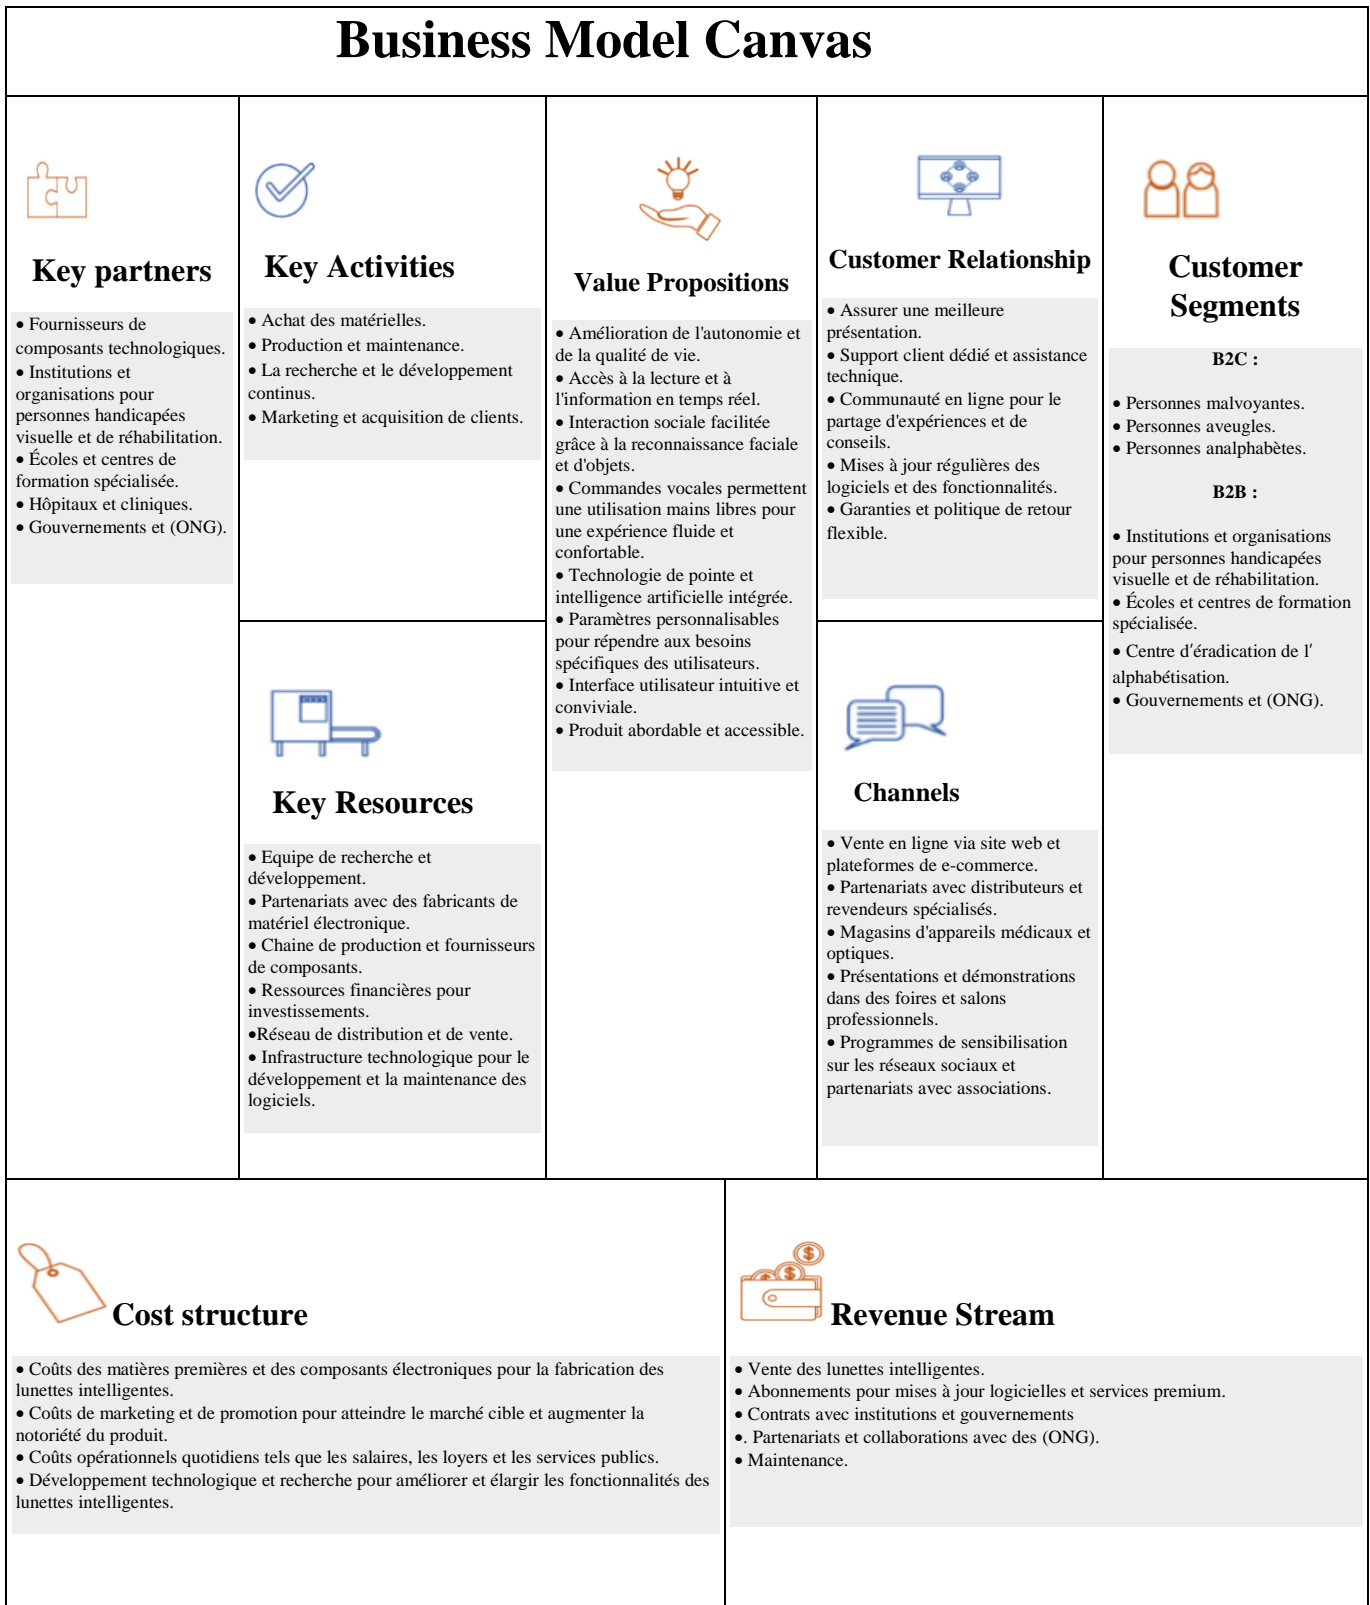 Business Model Canvas
Key partners
• Fournisseurs de
composants technologiques.
• Institutions et
organisations pour
personnes handicapées
visuelle et de réhabilitation.
• Écoles et centres de
formation spécialisée.
• Hôpitaux et cliniques.
• Gouvernements et (ONG).
Key Activities
• Achat des matérielles.
• Production et maintenance.
• La recherche et le développement
continus.
• Marketing et acquisition de clients.
Key Resources
• Equipe de recherche et
développement.
• Partenariats avec des fabricants de
matériel électronique.
• Chaine de production et fournisseurs
de composants.
• Ressources financières pour
investissements.
•Réseau de distribution et de vente.
• Infrastructure technologique pour le
développement et la maintenance des
logiciels.
Value Propositions
• Amélioration de l'autonomie et
de la qualité de vie.
• Accès à la lecture et à
l'information en temps réel.
• Interaction sociale facilitée
grâce à la reconnaissance faciale
et d'objets.
• Commandes vocales permettent
une utilisation mains libres pour
une expérience fluide et
confortable.
• Technologie de pointe et
intelligence artificielle intégrée.
• Paramètres personnalisables
pour répendre aux besoins
spécifiques des utilisateurs.
• Interface utilisateur intuitive et
conviviale.
• Produit abordable et accessible.
Customer Relationship
• Assurer une meilleure
présentation.
• Support client dédié et assistance
technique.
• Communauté en ligne pour le
partage d'expériences et de
conseils.
• Mises à jour régulières des
logiciels et des fonctionnalités.
• Garanties et politique de retour
flexible.
Channels
• Vente en ligne via site web et
plateformes de e-commerce.
• Partenariats avec distributeurs et
revendeurs spécialisés.
• Magasins d'appareils médicaux et
optiques.
• Présentations et démonstrations
dans des foires et salons
professionnels.
• Programmes de sensibilisation
sur les réseaux sociaux et
partenariats avec associations.
Customer
Segments
B2C :
• Personnes malvoyantes.
• Personnes aveugles.
• Personnes analphabètes.
B2B :
• Institutions et organisations
pour personnes handicapées
visuelle et de réhabilitation.
• Écoles et centres de formation
spécialisée.
• Centre d′éradication de l′
alphabétisation.
• Gouvernements et (ONG).
Cost structure
• Coûts des matières premières et des composants électroniques pour la fabrication des
lunettes intelligentes.
• Coûts de marketing et de promotion pour atteindre le marché cible et augmenter la
notoriété du produit.
• Coûts opérationnels quotidiens tels que les salaires, les loyers et les services publics.
• Développement technologique et recherche pour améliorer et élargir les fonctionnalités des
lunettes intelligentes.
Revenue Stream
• Vente des lunettes intelligentes.
• Abonnements pour mises à jour logicielles et services premium.
• Contrats avec institutions et gouvernements
•. Partenariats et collaborations avec des (ONG).
• Maintenance.